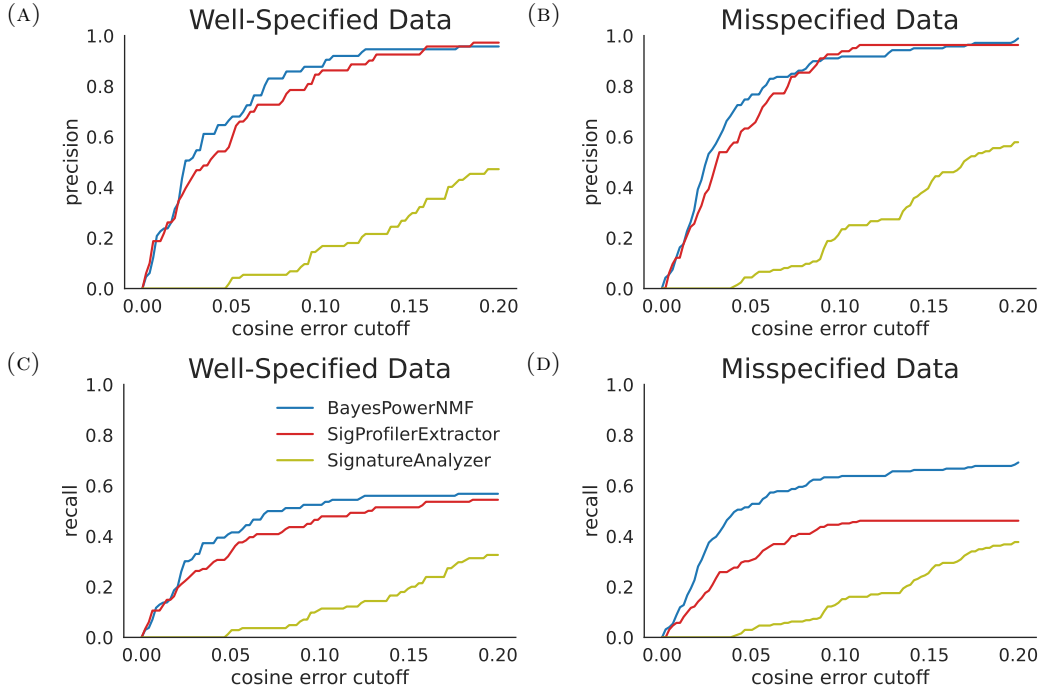 (A) Well-Specified Data
1.0
0.8
0.6
0.4
0.2
0.0
precision
0.00 0.05 0.10 0.15 0.20
cosine error cutoff
(B) Misspecified Data
1.0
0.8
0.6
0.4
0.2
0.0
precision
0.00 0.05 0.10 0.15 0.20
cosine error cutoff
(C) Well-Specified Data
1.0
0.8
0.6
0.4
0.2
0.0
recall
BayesPowerNMF
SigProfilerExtractor
SignatureAnalyzer
0.00 0.05 0.10 0.15 0.20
cosine error cutoff
(D) Misspecified Data
1.0
0.8
0.6
0.4
0.2
0.0
recall
0.00 0.05 0.10 0.15 0.20
cosine error cutoff